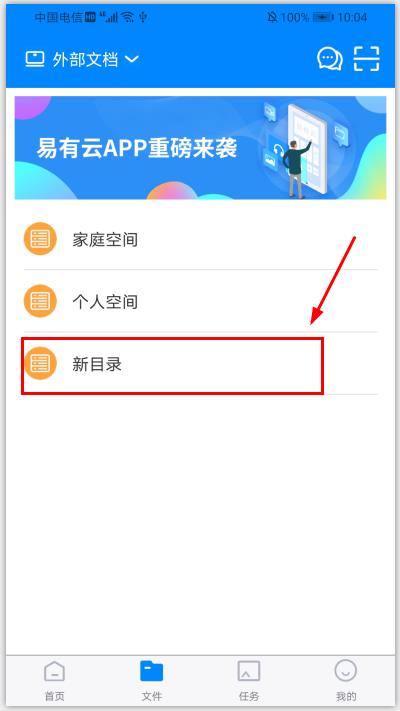 中国电信 HD 4G 100% 10:04
外部文档
易有云APP重磅来袭
家庭空间
个人空间
新目录
首页 文件 任务 我的